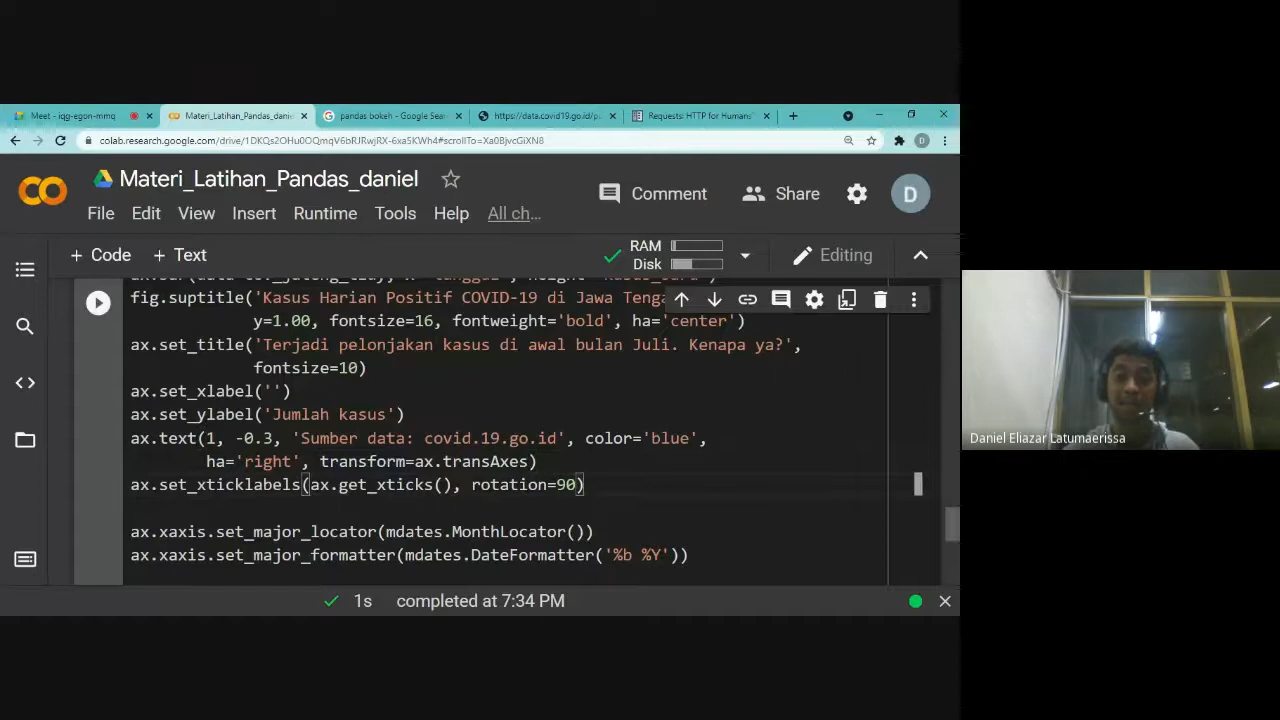 Meet - iqg-egon-mmq
Materi_Latihan_Pandas_danie
pandas bokeh - Google Sear
https://data.covid19.go.id/p
Requests: HTTP for Humans
colab.research.google.com/drive/1DKQs2OHu0OQmqV6bRJRwjRX-6xa5KWh4#scrollTo=Xa0BjvcGiXN8
D
Materi_Latihan_Pandas_daniel
Comment
Share
D
File Edit View Insert Runtime Tools Help All ch...
+ Code + Text
RAM
Disk
Editing
fig.suptitle('Kasus Harian Positif COVID-19 di Jawa Tenga
y=1.00, fontsize=16, fontweight='bold', ha='center')
ax.set_title('Terjadi pelonjakan kasus di awal bulan Juli. Kenapa ya?',
fontsize=10)
ax.set_xlabel('')
ax.set_ylabel('Jumlah kasus')
ax.text(1, -0.3, 'Sumber data: covid.19.go.id', color='blue',
ha='right', transform=ax.transAxes)
ax.set_xticklabels(ax.get_xticks(), rotation=90)
ax.xaxis.set_major_locator(mdates.MonthLocator())
ax.xaxis.set_major_formatter(mdates.DateFormatter('%b %Y'))
1s completed at 7:34 PM
Daniel Eliazar Latumaerissa